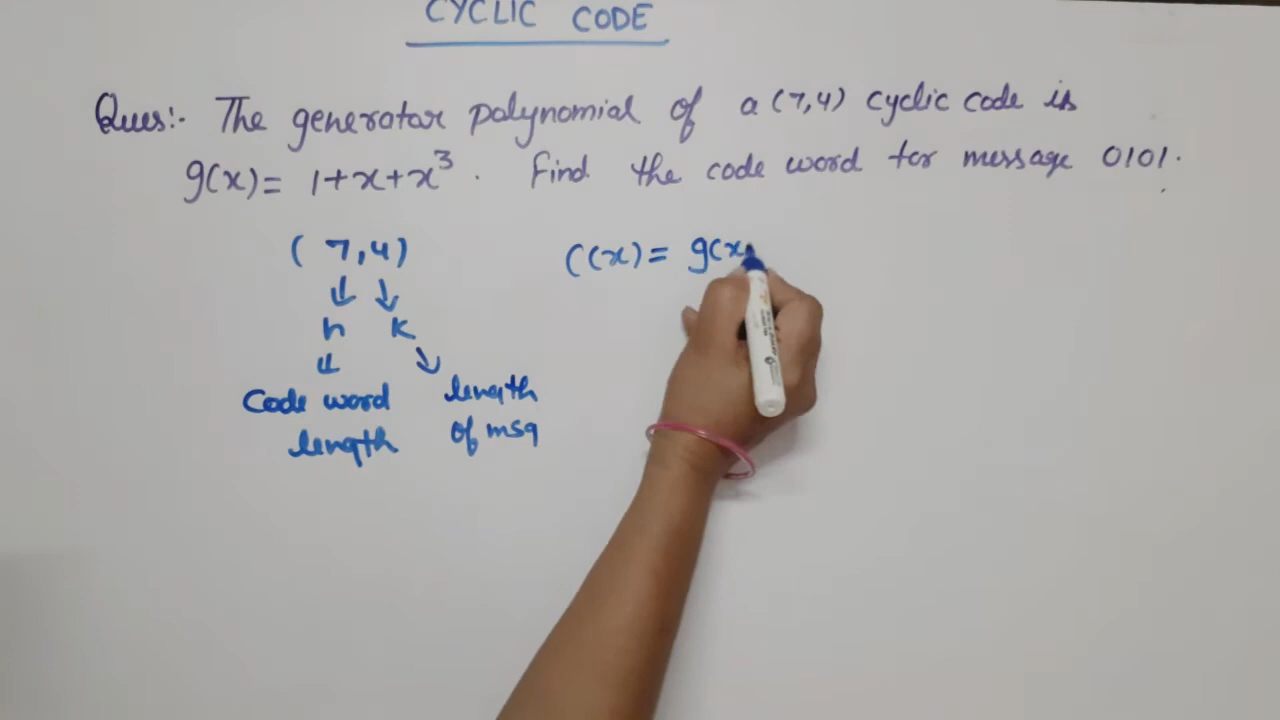 CYCLIC CODE
Ques:- The generator polynomial of a (7,4) cyclic code is
g(x) = 1+x+x³. Find the code word for message 0101.
(7,4)
C(x) = g(x
n k
Code word length
length of msg